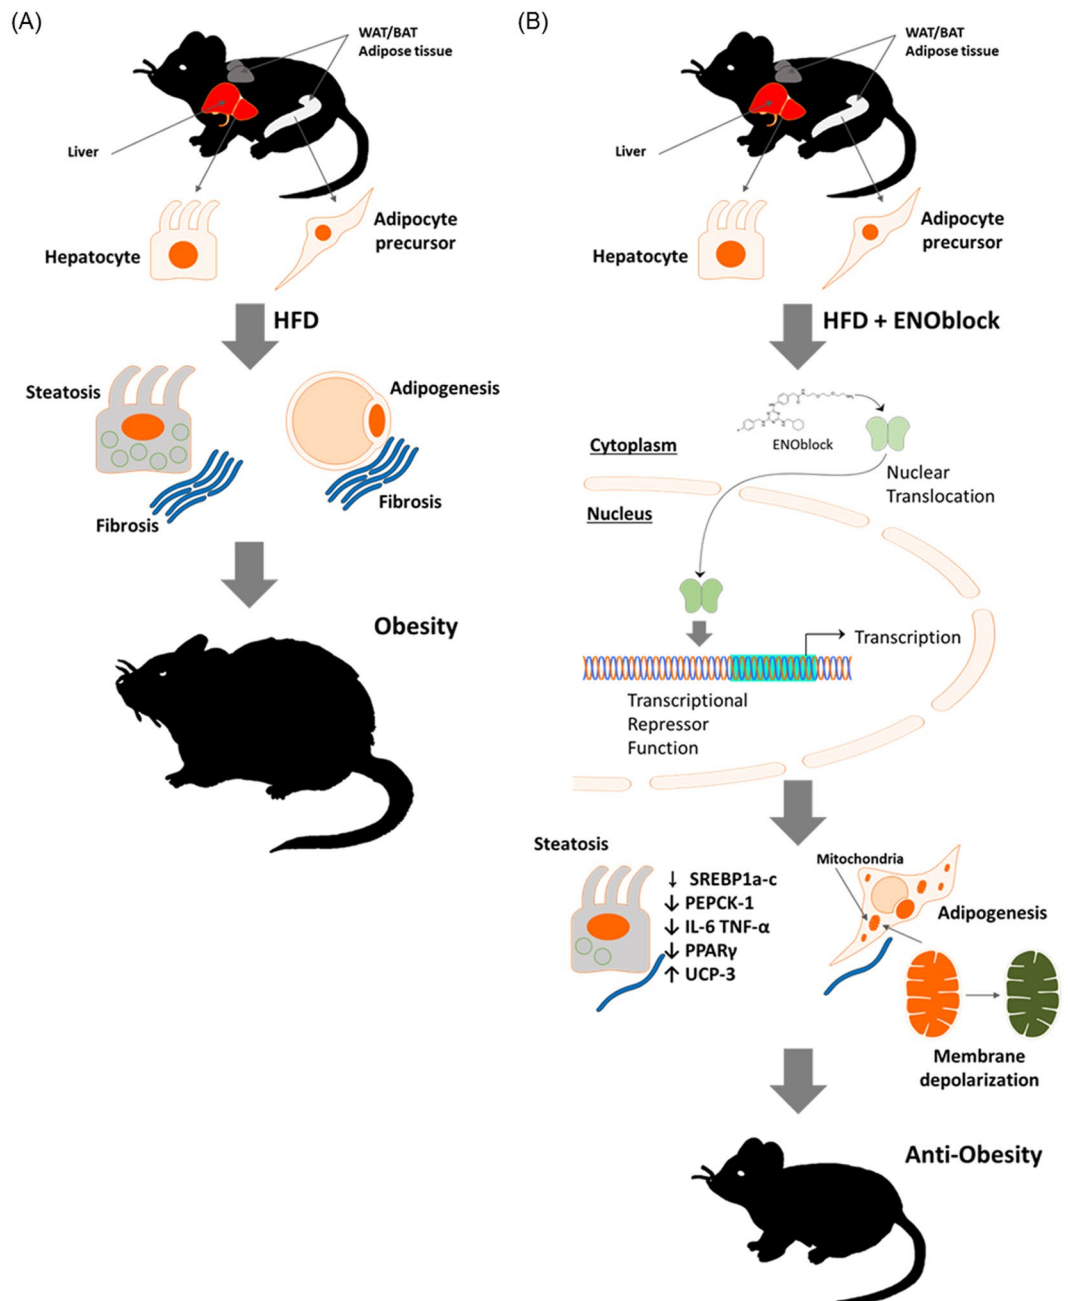 (A)
WAT/BAT
Adipose tissue
Liver
Hepatocyte
Adipocyte
precursor
HFD
Steatosis
Adipogenesis
Fibrosis
Fibrosis
Obesity
(B)
WAT/BAT
Adipose tissue
Liver
Hepatocyte
Adipocyte
precursor
HFD + ENOblock
ENOblock
Cytoplasm
Nuclear
Translocation
Nucleus
Transcription
Transcriptional
Repressor
Function
Steatosis
↓ SREBP1a-c
↓ PEPCK-1
↓ IL-6 TNF-α
↓ PPARγ
↑ UCP-3
Mitochondria
Adipogenesis
Membrane
depolarization
Anti-Obesity